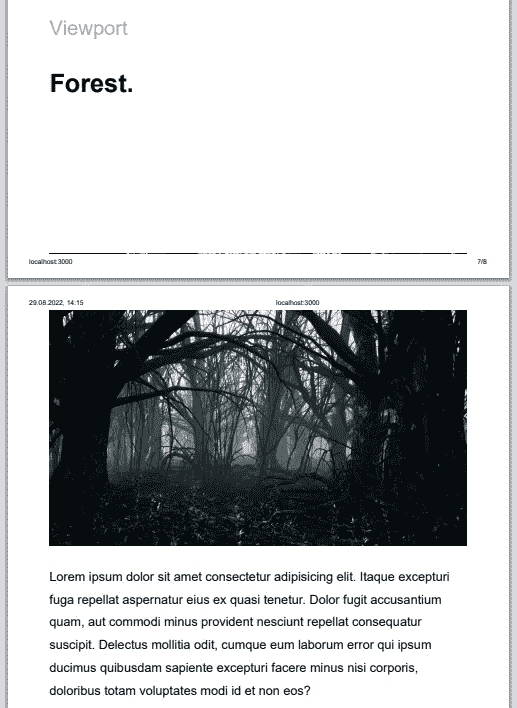 Viewport
Forest.
localhost:3000
7/8
29.08.2022, 14:15
localhost:3000
Lorem ipsum dolor sit amet consectetur adipisicing elit. Itaque excepturi
fuga repellat aspernatur eius ex quasi tenetur. Dolor fugit accusantium
quam, aut commodi minus provident nesciunt repellat consequatur
suscipit. Delectus mollitia odit, cumque eum laborum error qui ipsum
ducimus quibusdam sapiente excepturi facere minus nisi corporis,
doloribus totam voluptates modi id et non eos?